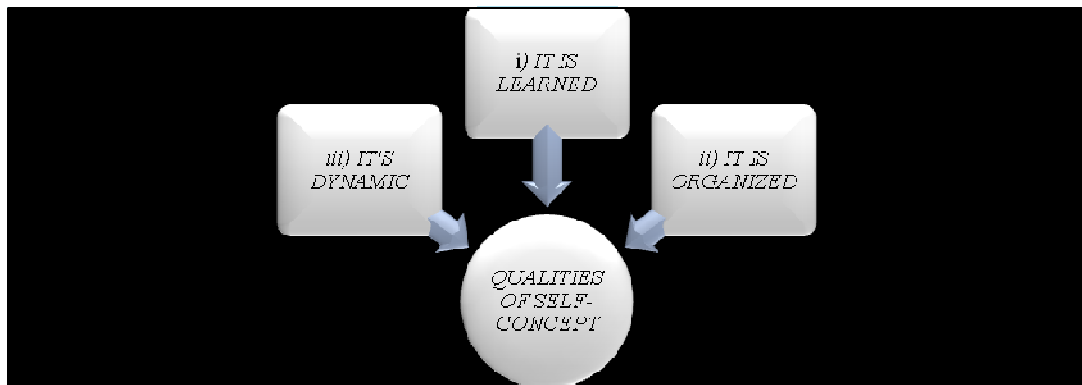 i) IT IS
LEARNED
iii) IT'S
DYNAMIC
ii) IT IS
ORGANIZED
QUALITIES
OF SELF-
CONCEPT